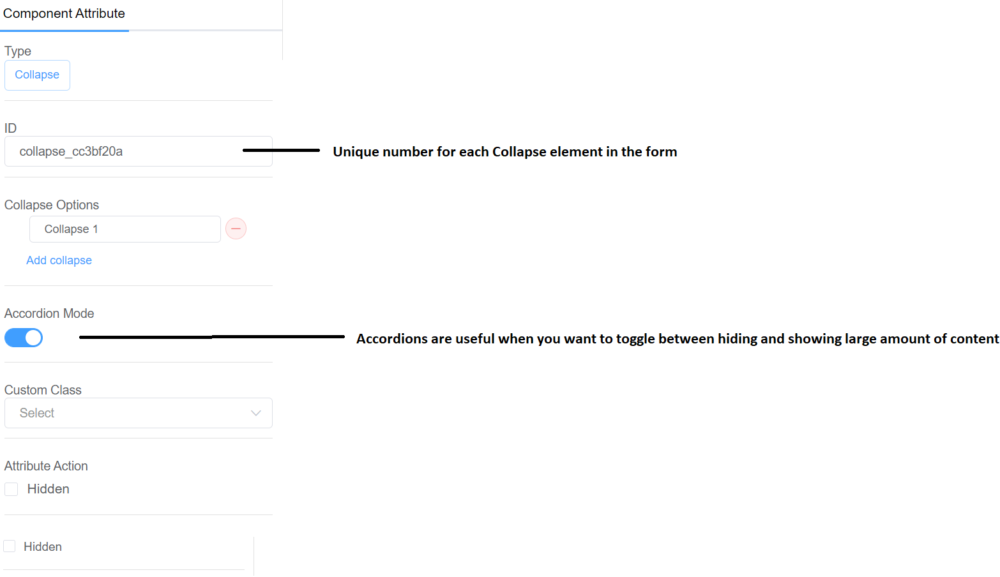 Component Attribute
Type
Collapse
ID
collapse_cc3bf20a
Unique number for each Collapse element in the form
Collapse Options
Collapse 1
Add collapse
Accordion Mode
Accordions are useful when you want to toggle between hiding and showing large amount of content
Custom Class
Select
Attribute Action
Hidden
Hidden